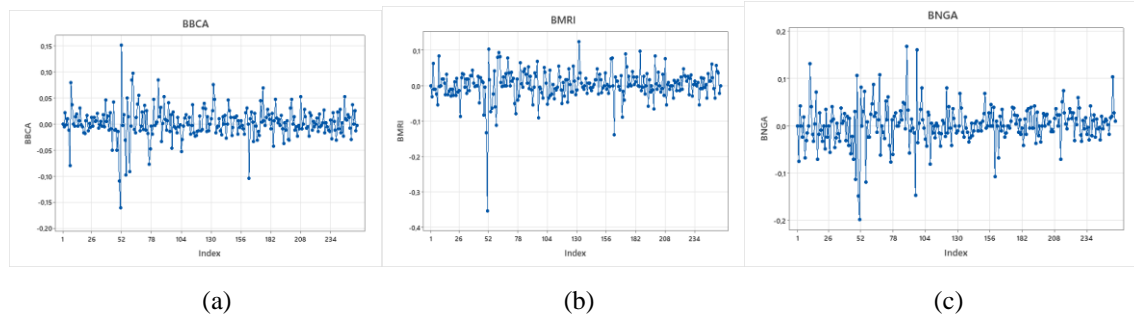 BBCA
0,15
0,10
0,05
0,00
-0,05
-0,10
-0,15
-0,20
BBCA
1 26 52 78 104 130 156 182 208 234
Index
(a)
BMRI
0,1
0,0
-0,1
-0,2
-0,3
-0,4
BMRI
1 26 52 78 104 130 156 182 208 234
Index
(b)
BNGA
0,2
0,1
0,0
-0,1
-0,2
BNGA
1 26 52 78 104 130 156 182 208 234
Index
(c)